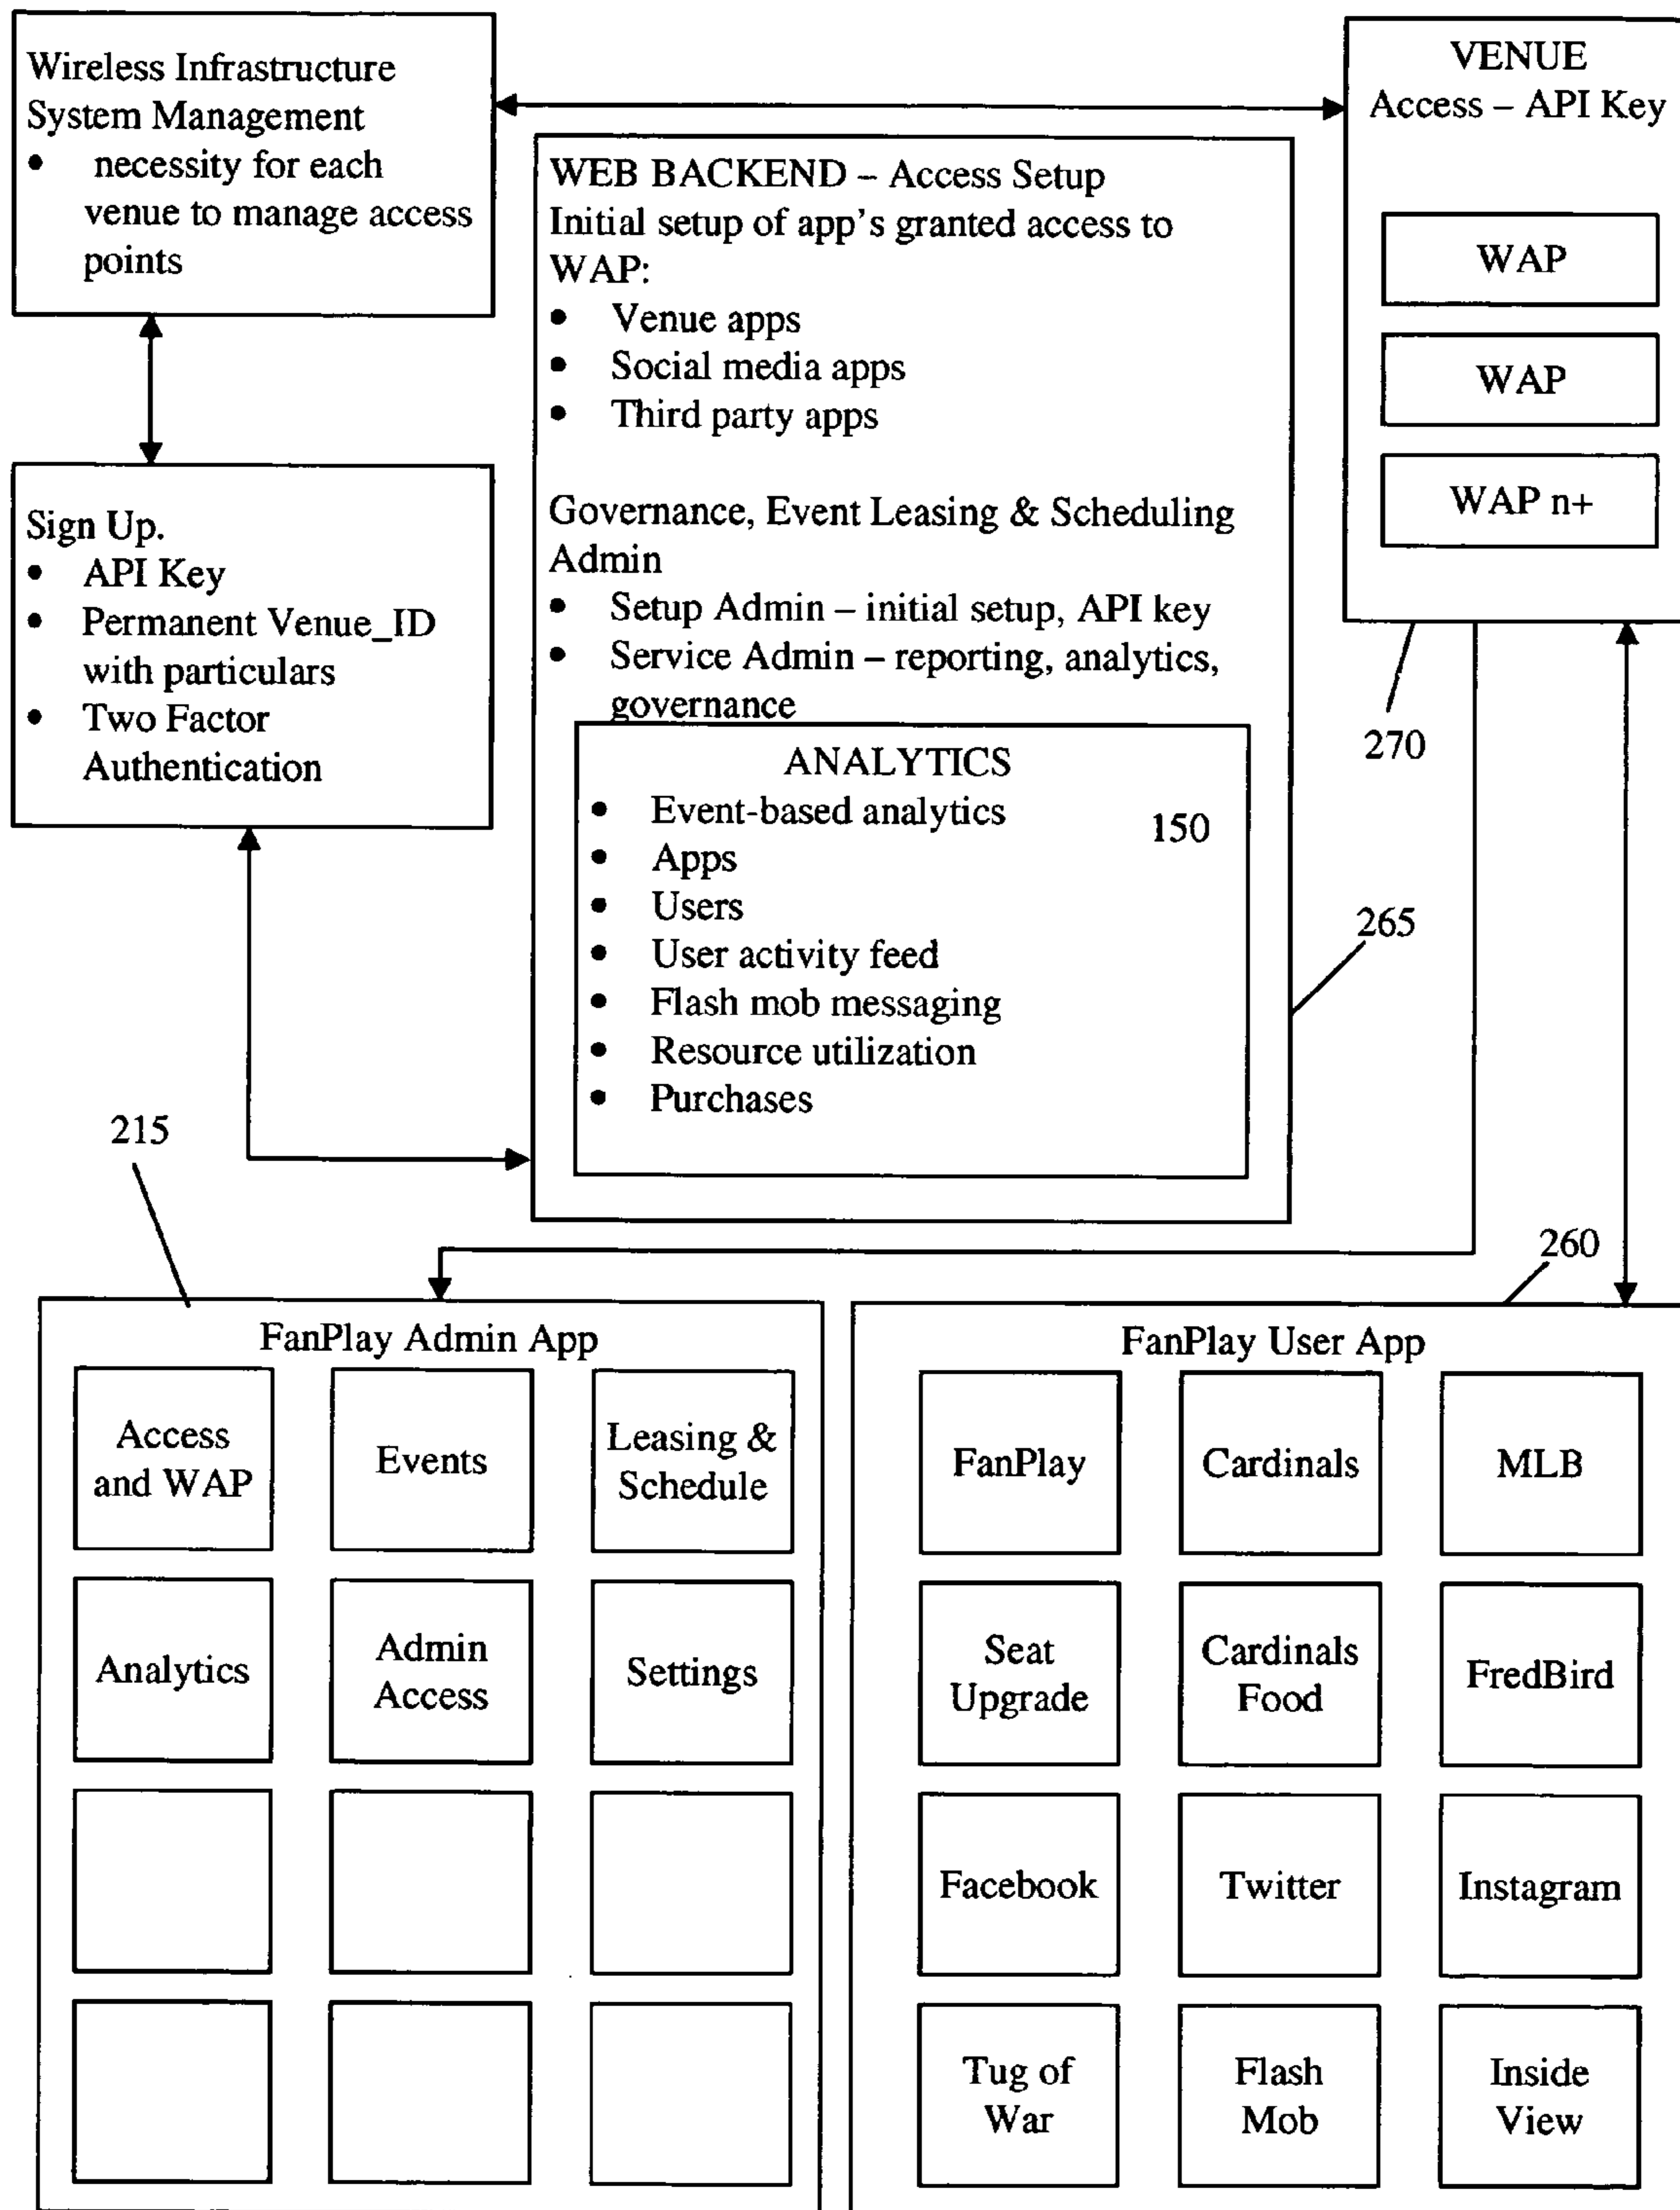 Wireless Infrastructure
System Management
• necessity for each
venue to manage access
points
VENUE
Access – API Key
WAP
WAP
WAP n+
WEB BACKEND – Access Setup
Initial setup of app's granted access to
WAP:
• Venue apps
• Social media apps
• Third party apps
Governance, Event Leasing & Scheduling
Admin
• Setup Admin – initial setup, API key
• Service Admin – reporting, analytics,
governance
Sign Up.
• API Key
• Permanent Venue_ID
with particulars
• Two Factor
Authentication
270
ANALYTICS
• Event-based analytics
150
• Apps
• Users
• User activity feed
• Flash mob messaging
• Resource utilization
• Purchases
265
215
260
FanPlay Admin App
Access
and WAP
Events
Leasing &
Schedule
Analytics
Admin
Access
Settings
FanPlay User App
FanPlay
Cardinals
MLB
Seat
Upgrade
Cardinals
Food
FredBird
Facebook
Twitter
Instagram
Tug of
War
Flash
Mob
Inside
View